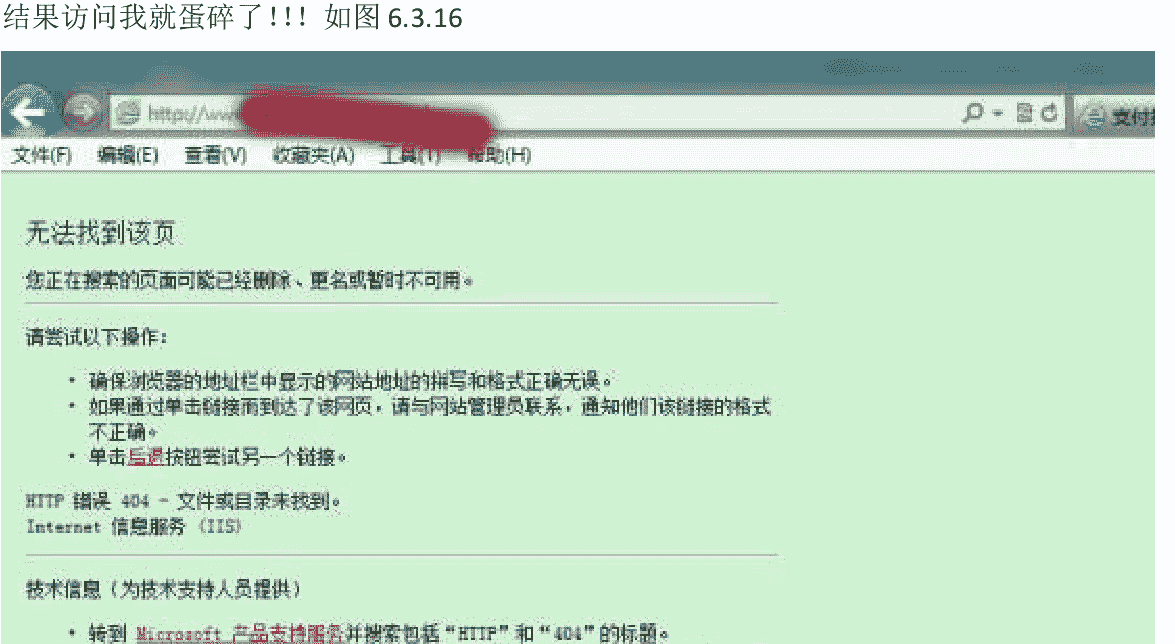 结果访问我就蛋碎了!!! 如图 6.3.16
http://www
支付
文件(F) 编辑(E) 查看(V) 收藏夹(A) 工具(T) 帮助(H)
无法找到该页
您正在搜索的页面可能已经删除、更名或暂时不可用。
请尝试以下操作:
• 确保浏览器的地址栏中显示的网站地址的拼写和格式正确无误。
• 如果通过单击链接而到达了该网页，请与网站管理员联系，通知他们该链接的格式
不正确。
• 单击后退按钮尝试另一个链接。
HTTP 错误 404 - 文件或目录未找到。
Internet 信息服务 (IIS)
技术信息（为技术支持人员提供）
• 转到 Microsoft 产品支持服务并搜索包括“HTTP”和“404”的标题。